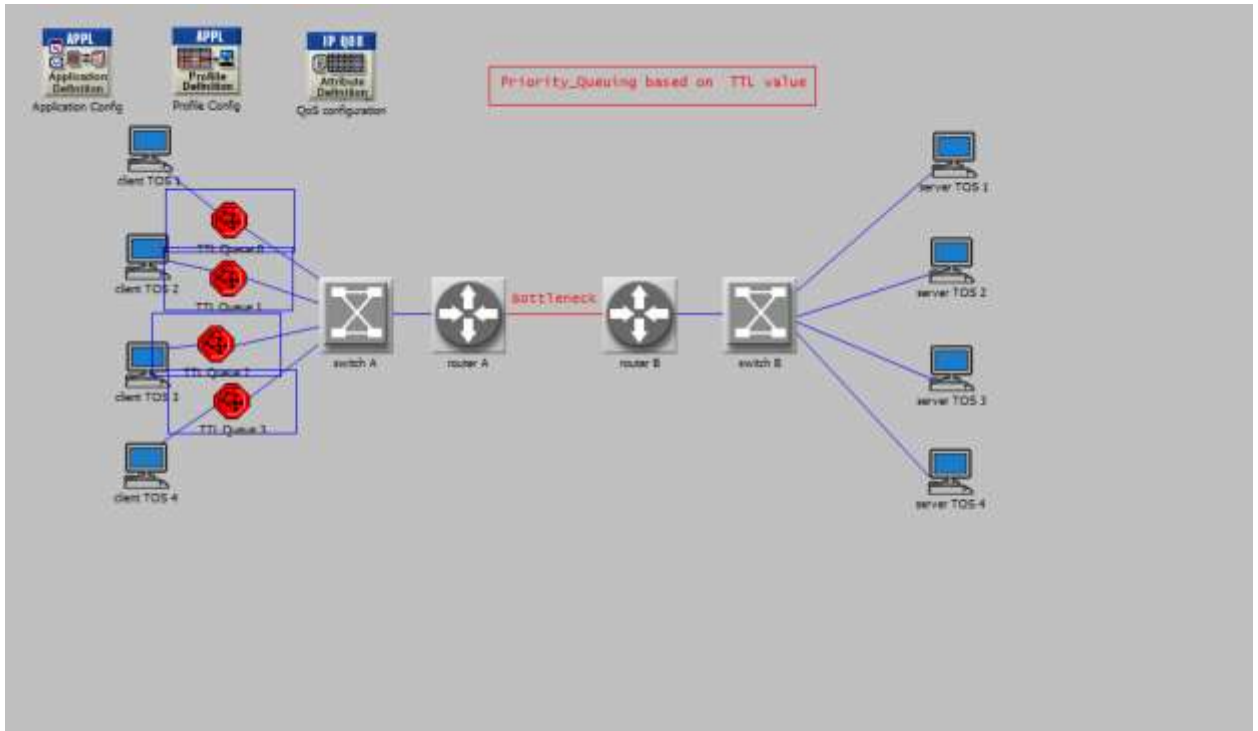 APPL
Application
Definition
Application Config
APPL
Profile
Definition
Profile Config
IP QOS
Attribute
Definition
QoS configuration
Priority_Queuing based on TTL value
client TOS 1
TTL Queue 0
client TOS 2
TTL Queue 1
TTL Queue 2
client TOS 3
TTL Queue 3
client TOS 4
switch A
router A
Bottleneck
router B
switch B
server TOS 1
server TOS 2
server TOS 3
server TOS 4